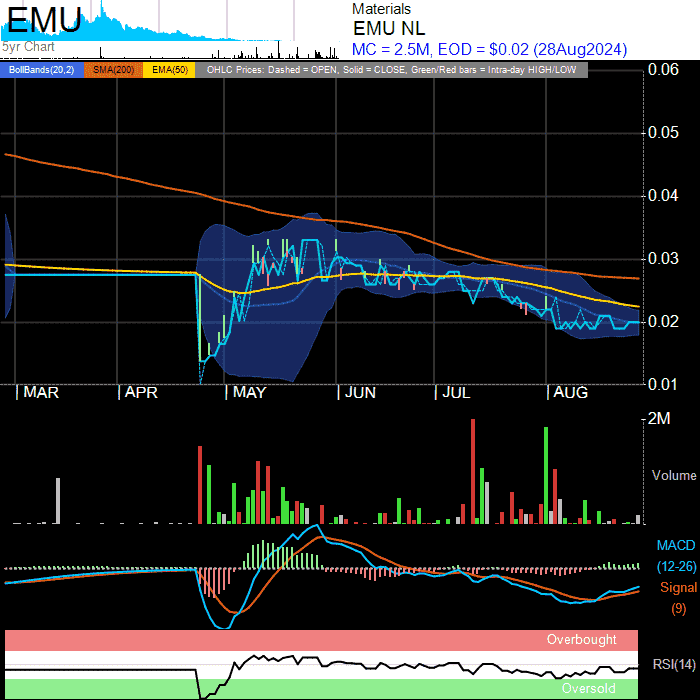 EMU
5yr Chart
Materials
EMU NL
MC = 2.5M, EOD = $0.02 (28Aug2024)
BollBands(20,2) SMA(200) EMA(50) OHLC Prices: Dashed = OPEN, Solid = CLOSE, Green/Red bars = Intra-day HIGH/LOW
0.06
0.05
0.04
0.03
0.02
0.01
| MAR | APR | MAY | JUN | JUL | AUG
2M
Volume
MACD
(12-26)
Signal
(9)
Overbought
RSI(14)
Oversold